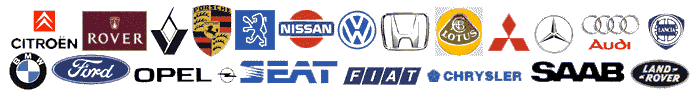 CITROËN ROVER PORSCHE NISSAN LOTUS Audi LANCIA
BMW Ford OPEL SEAT FIAT CHRYSLER SAAB LAND-ROVER